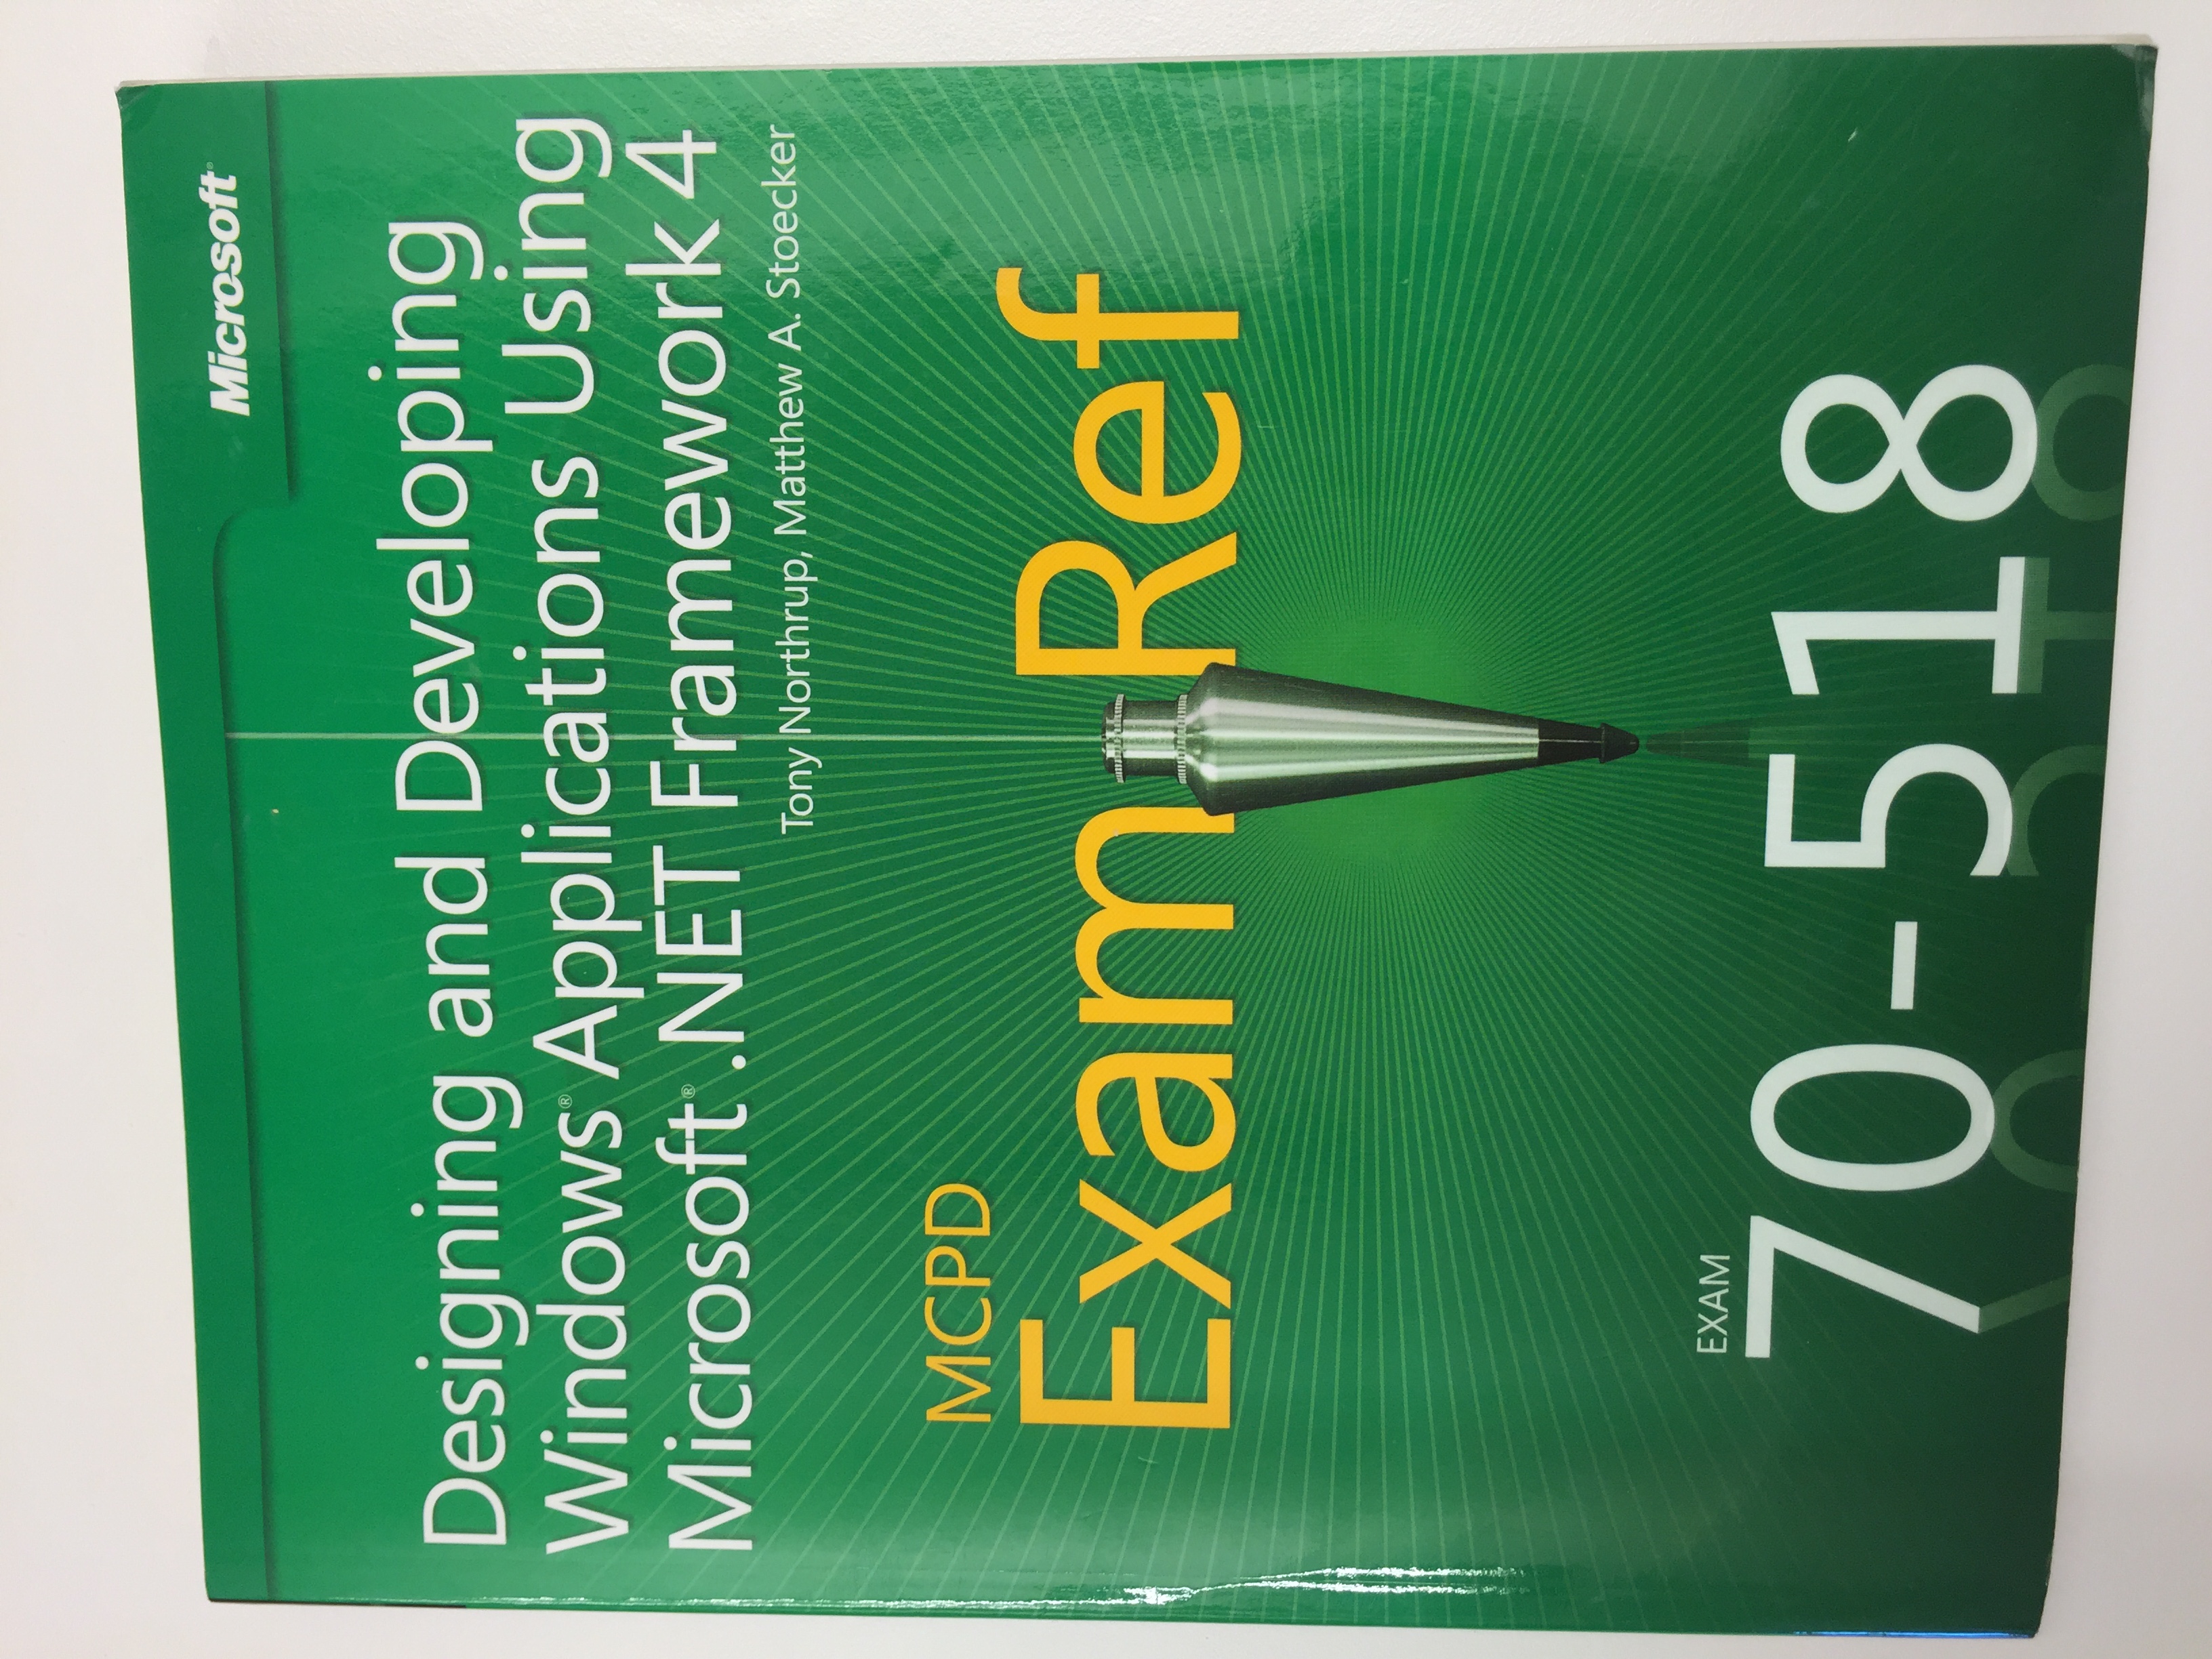 Microsoft®
Designing and Developing
Windows® Applications Using
Microsoft® .NET Framework 4
Tony Northrup, Matthew A. Stoecker
MCPD
Exam Ref
EXAM
70-518